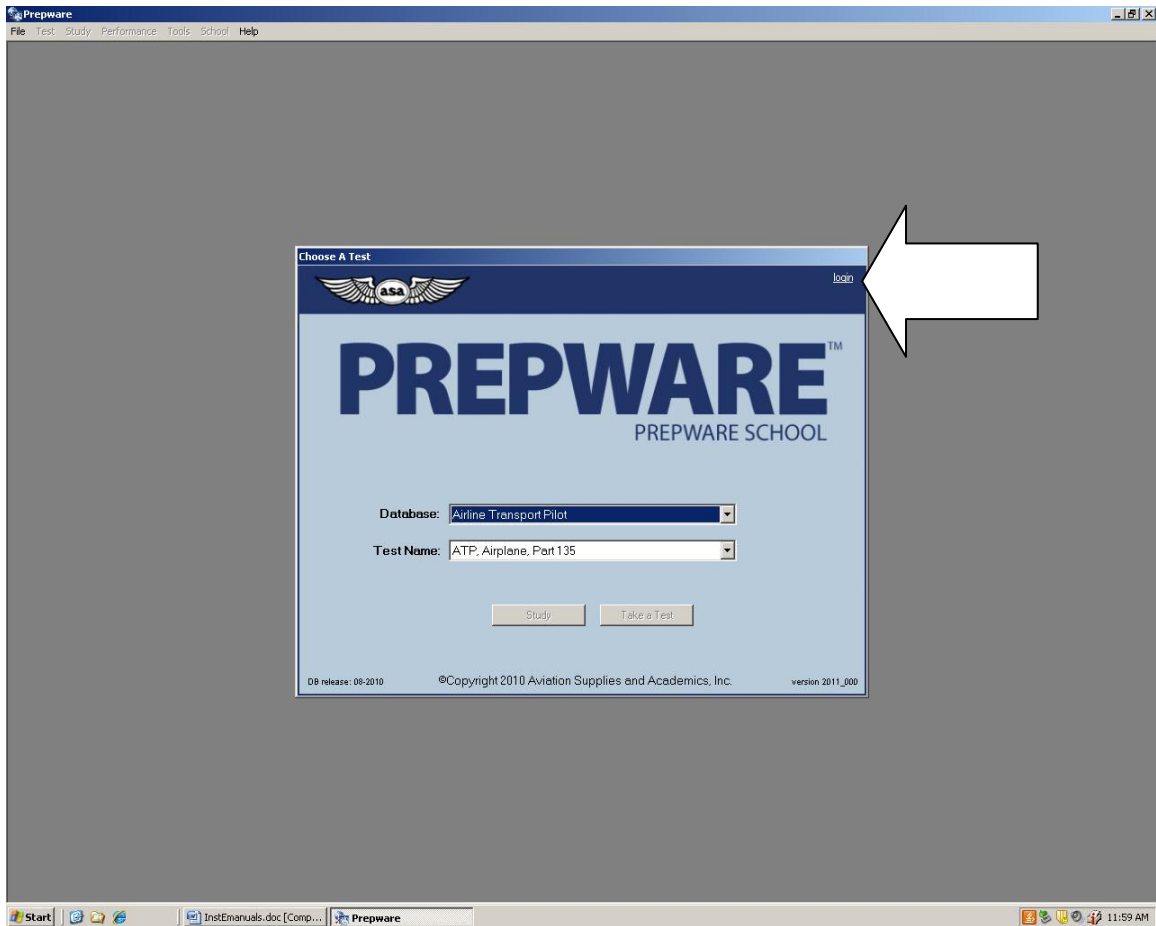 Prepware
File Test Study Performance Tools School Help
Choose A Test
asa
login
PREPWARE™
PREPWARE SCHOOL
Database: Airline Transport Pilot
Test Name: ATP, Airplane, Part 135
Study Take a Test
DB release: 08-2010 ©Copyright 2010 Aviation Supplies and Academics, Inc. version 2011_000
Start InstEmanuals.doc [Comp... Prepware 11:59 AM